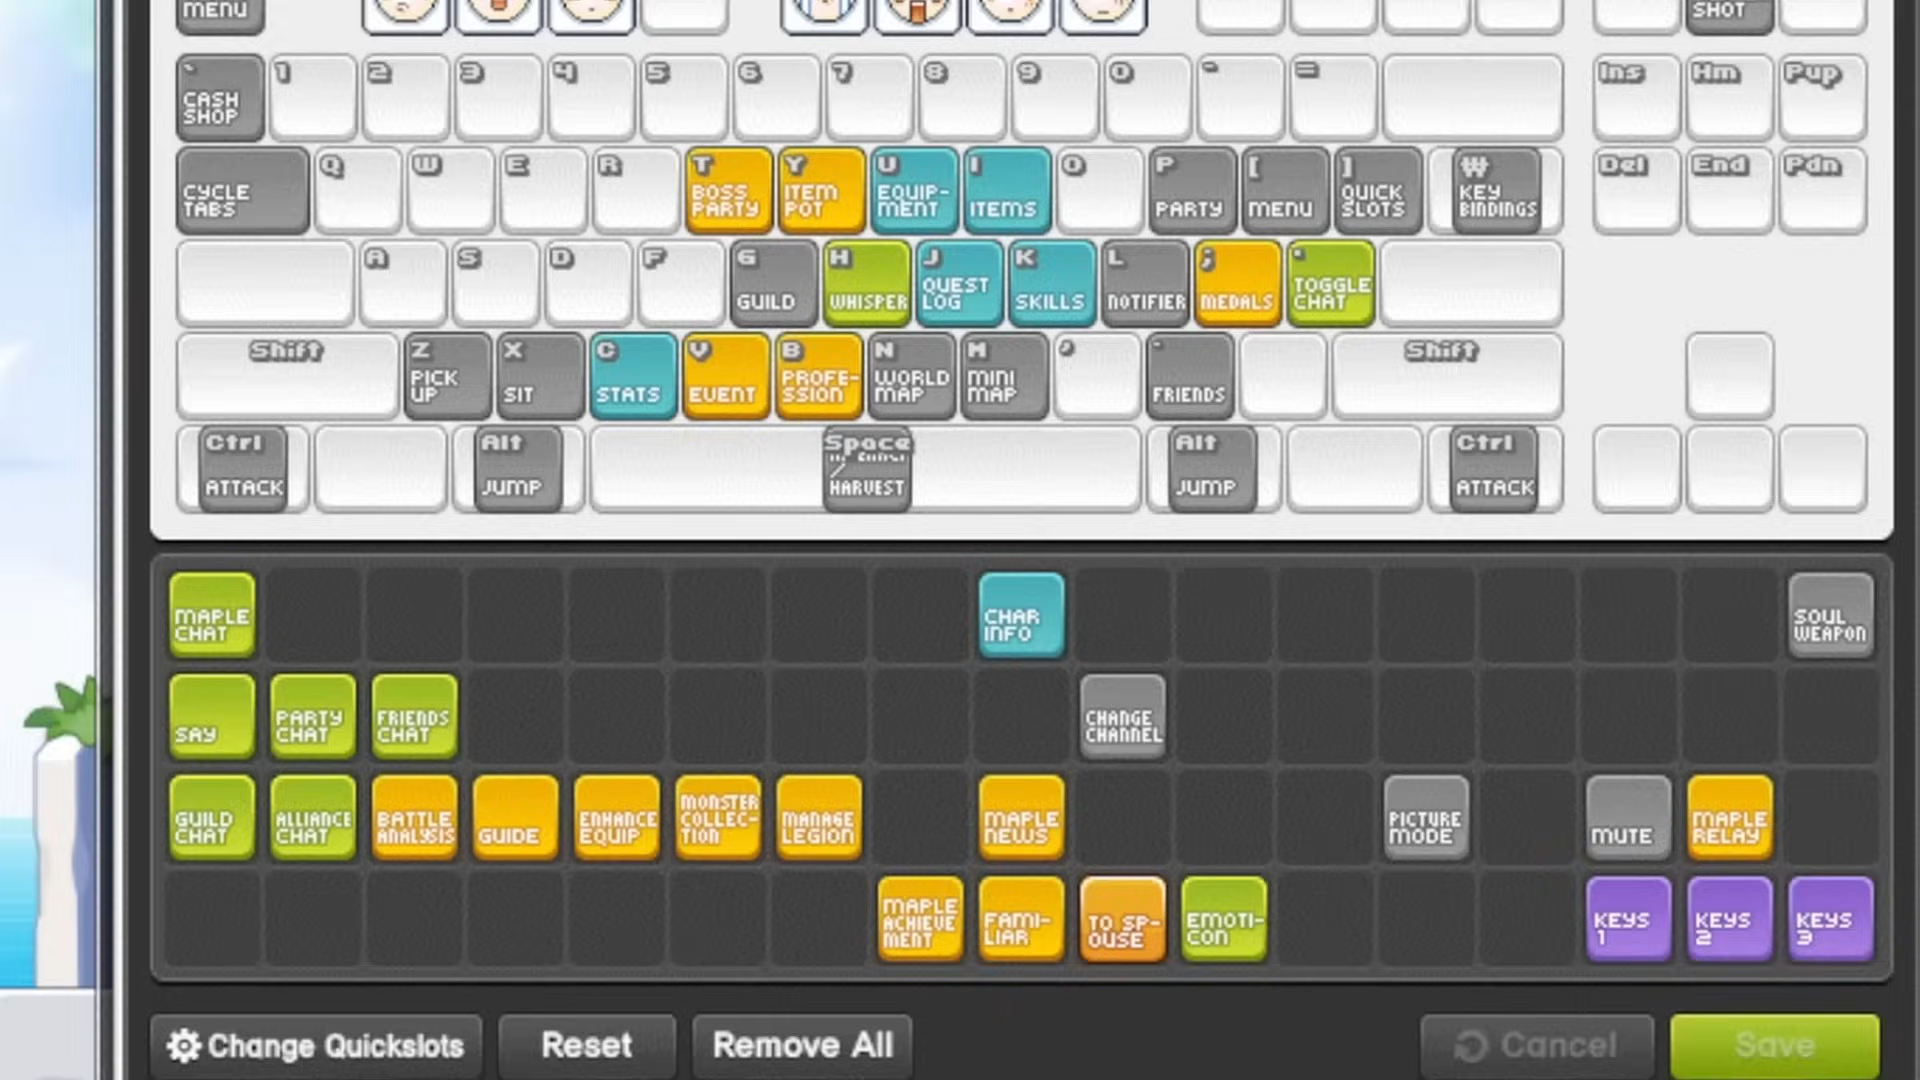 MENU
SHOT
` 1 2 3 4 5 6 7 8 9 0 - = Ins Hm Pup
CASH
SHOP
Q W E R T Y U I O P [ ] ₩ Del End Pdn
CYCLE
TABS
BOSS
PARTY
ITEM
POT
EQUIP-
MENT
ITEMS
PARTY
MENU
QUICK
SLOTS
KEY
BINDINGS
A S D F G H J K L ; '
GUILD
WHISPER
QUEST
LOG
SKILLS
NOTIFIER
MEDALS
TOGGLE
CHAT
Shift Z X C V B N M , . Shift
PICK
UP
SIT
STATS
EVENT
PROFE-
SSION
WORLD
MAP
MINI
MAP
FRIENDS
Ctrl Alt Space Alt Ctrl
ATTACK
JUMP
/
HARVEST
JUMP
ATTACK
MAPLE
CHAT
CHAR
INFO
SOUL
WEAPON
SAY
PARTY
CHAT
FRIENDS
CHAT
CHANGE
CHANNEL
GUILD
CHAT
ALLIANCE
CHAT
BATTLE
ANALYSIS
GUIDE
ENHANCE
EQUIP
MONSTER
COLLEC-
TION
MANAGE
LEGION
MAPLE
NEWS
PICTURE
MODE
MUTE
MAPLE
RELAY
MAPLE
ACHIEVE
MENT
FAMI-
LIAR
TO SP-
OUSE
EMOTI-
CON
KEYS
1
KEYS
2
KEYS
3
Change Quickslots Reset Remove All Cancel Save